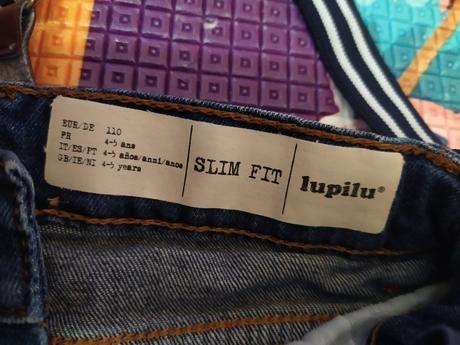 EUR/DE 110
FR 4-5 ans
IT/ES/PT 4-5 años/anni/anos
GB/IE/NI 4-5 years
SLIM FIT
lupilu®